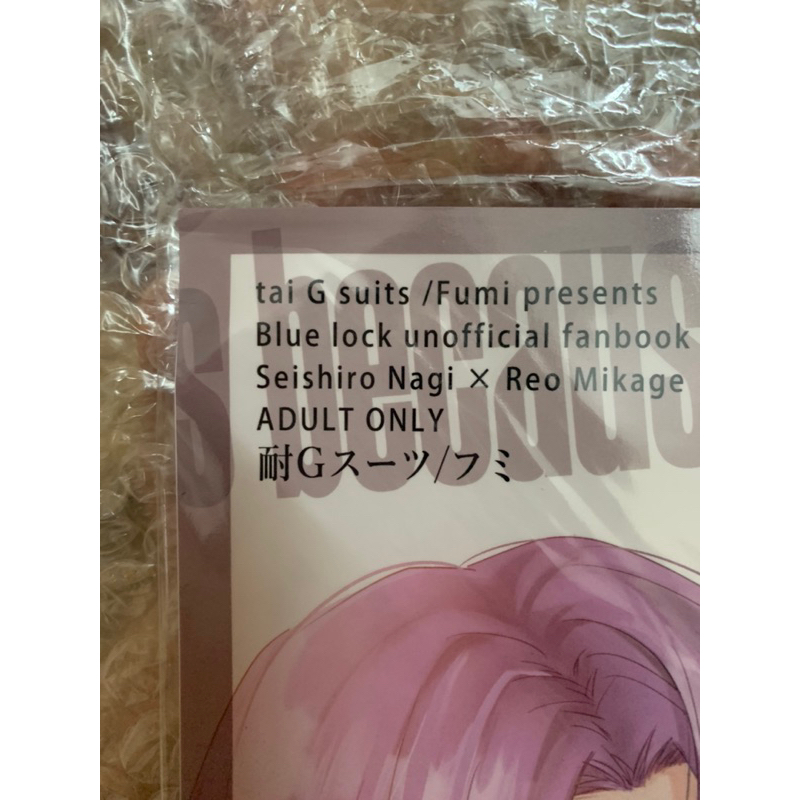 s because
tai G suits /Fumi presents
Blue lock unofficial fanbook
Seishiro Nagi × Reo Mikage
ADULT ONLY
耐Gスーツ/フミ